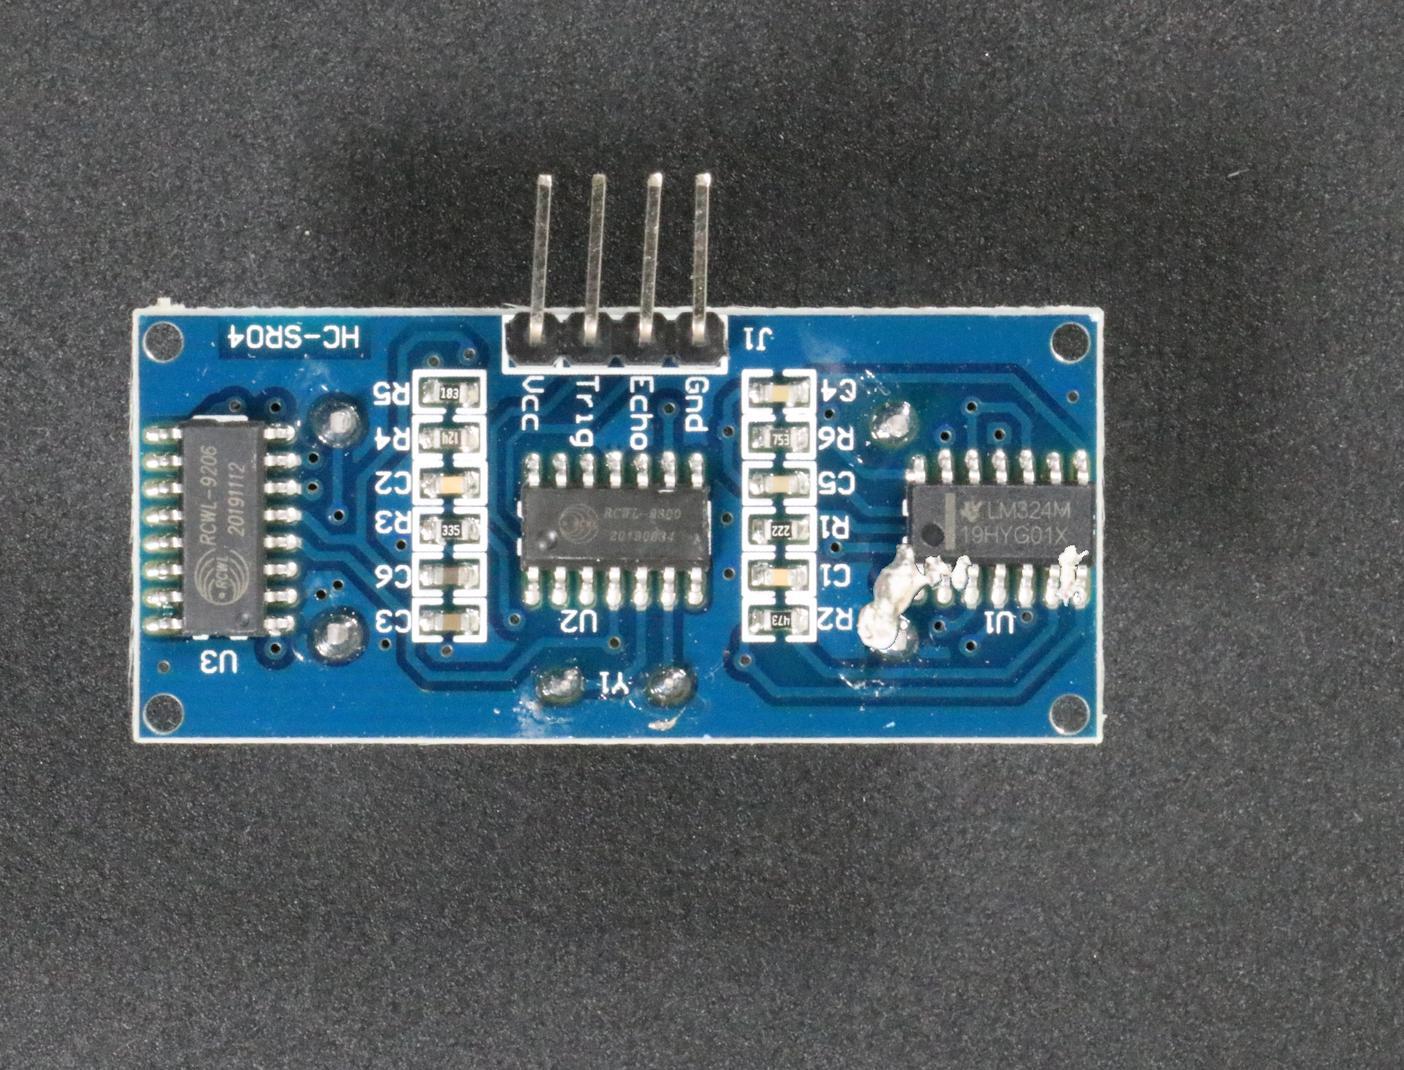 HC-SR04
J1
Vcc
Trig
Echo
Gnd
R5
183
R4
124
C2
R3
335
C6
C3
C4
R6
753
C5
R1
222
C1
R2
473
RCWL-9206
20191112
RCWL
U3
U2
LM324M
19HYG01X
U1
Y1